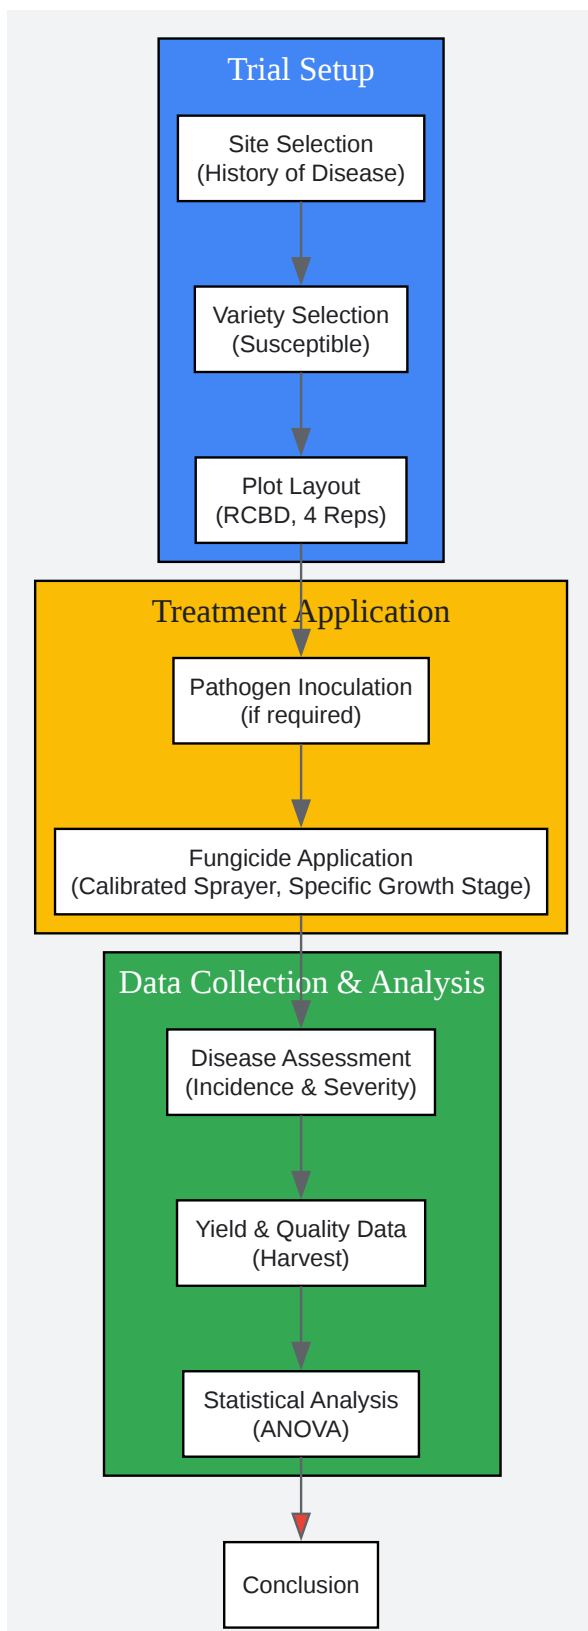 Trial Setup
Site Selection
(History of Disease)
Variety Selection
(Susceptible)
Plot Layout
(RCBD, 4 Reps)
Treatment Application
Pathogen Inoculation
(if required)
Fungicide Application
(Calibrated Sprayer, Specific Growth Stage)
Data Collection & Analysis
Disease Assessment
(Incidence & Severity)
Yield & Quality Data
(Harvest)
Statistical Analysis
(ANOVA)
Conclusion